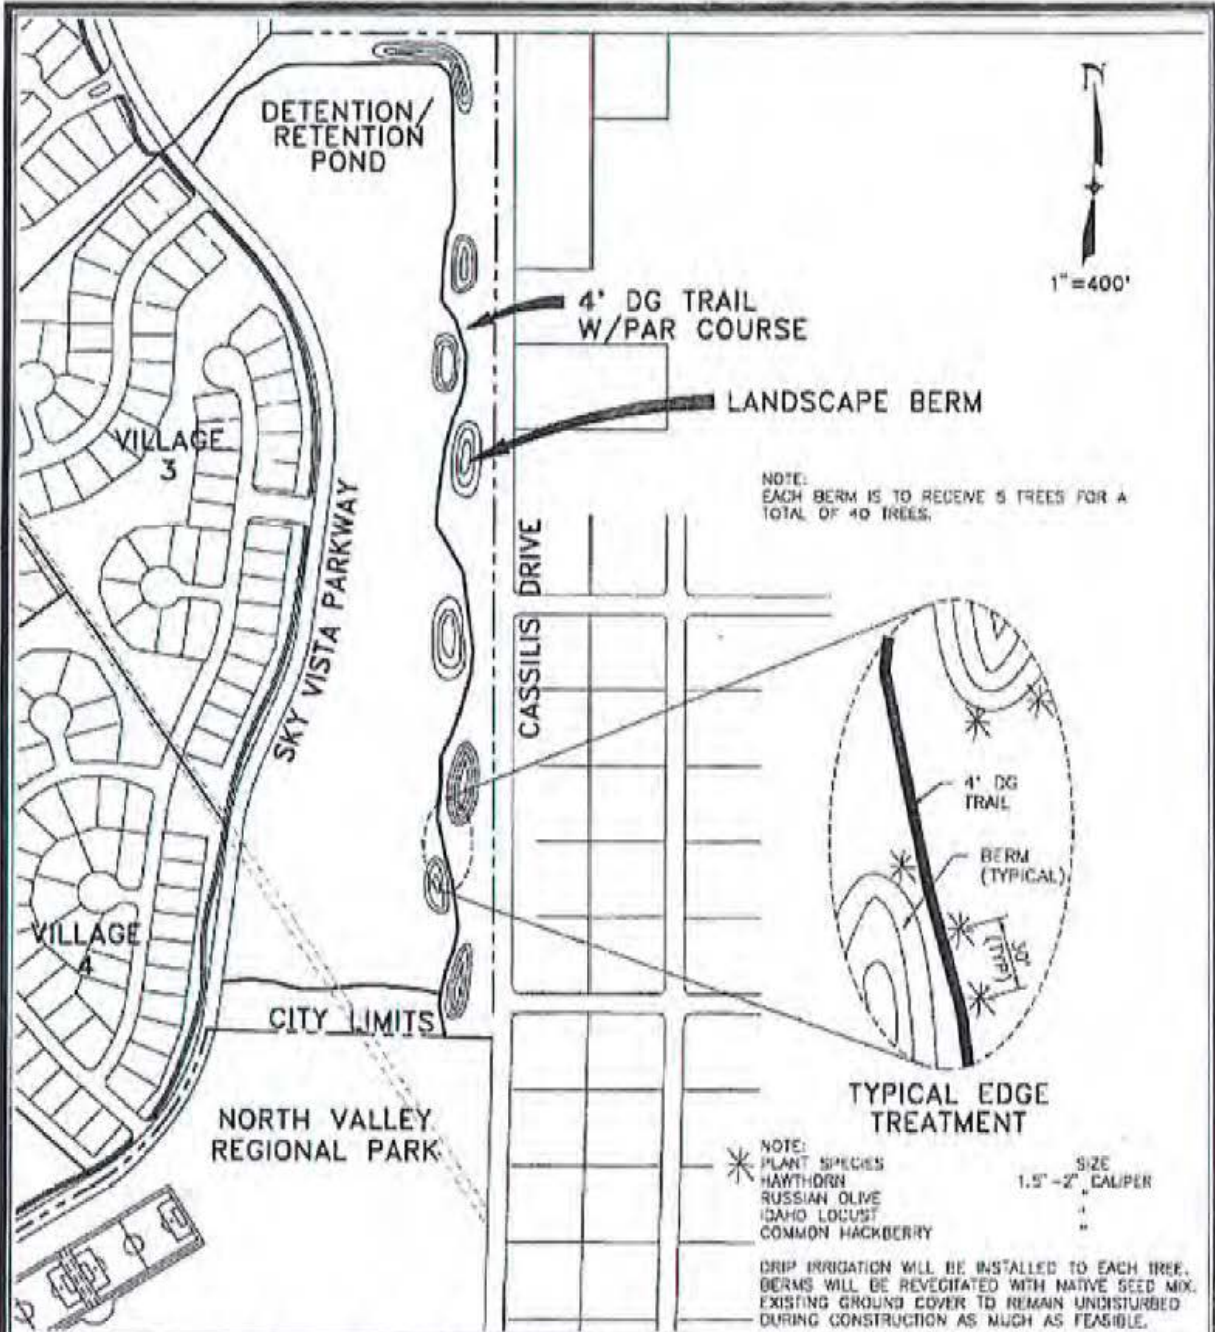 DETENTION/
RETENTION
POND
N
1"=400'
4' DG TRAIL
W/PAR COURSE
LANDSCAPE BERM
VILLAGE
3
NOTE:
EACH BERM IS TO RECEIVE 5 TREES FOR A
TOTAL OF 40 TREES.
SKY VISTA PARKWAY
CASSILIS DRIVE
4' DG
TRAIL
BERM
(TYPICAL)
30'
(TYP)
VILLAGE
4
CITY LIMITS
NORTH VALLEY
REGIONAL PARK
TYPICAL EDGE
TREATMENT
NOTE:
PLANT SPECIES SIZE
HAWTHORN 1.5"-2" CALIPER
RUSSIAN OLIVE "
IDAHO LOCUST "
COMMON HACKBERRY "
DRIP IRRIGATION WILL BE INSTALLED TO EACH TREE.
BERMS WILL BE REVEGITATED WITH NATIVE SEED MIX.
EXISTING GROUND COVER TO REMAIN UNDISTURBED
DURING CONSTRUCTION AS MUCH AS FEASIBLE.